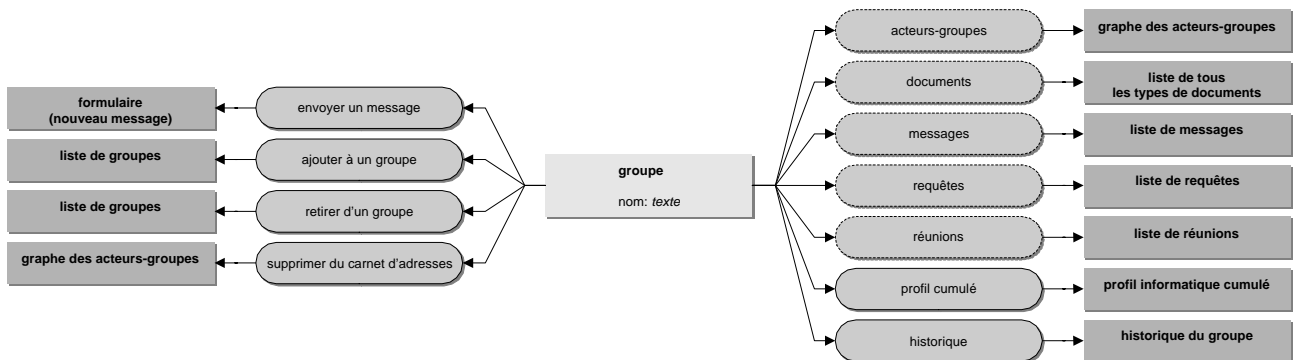 formulaire
(nouveau message)
envoyer un message
liste de groupes
ajouter à un groupe
liste de groupes
retirer d'un groupe
graphe des acteurs-groupes
supprimer du carnet d'adresses
groupe
nom: texte
acteurs-groupes
graphe des acteurs-groupes
documents
liste de tous
les types de documents
messages
liste de messages
requêtes
liste de requêtes
réunions
liste de réunions
profil cumulé
profil informatique cumulé
historique
historique du groupe